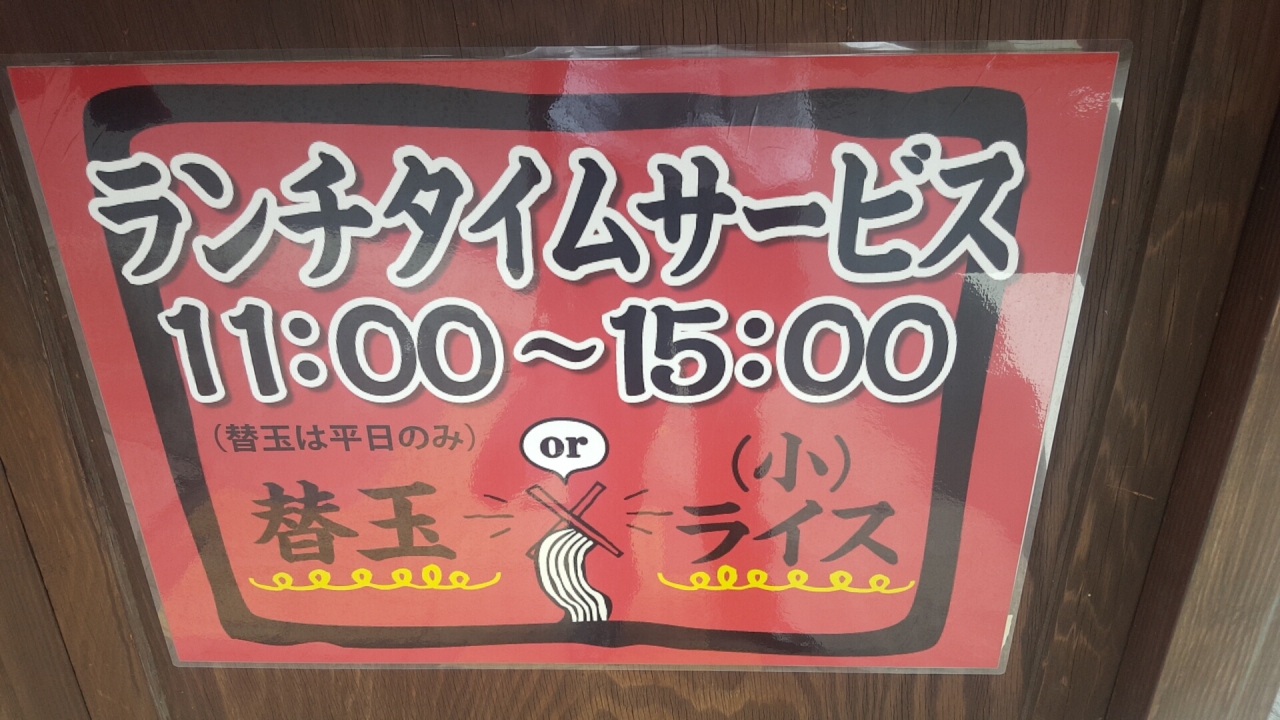 ランチタイムサービス
11:00～15:00
（替玉は平日のみ）
替玉
or
（小）
ライス